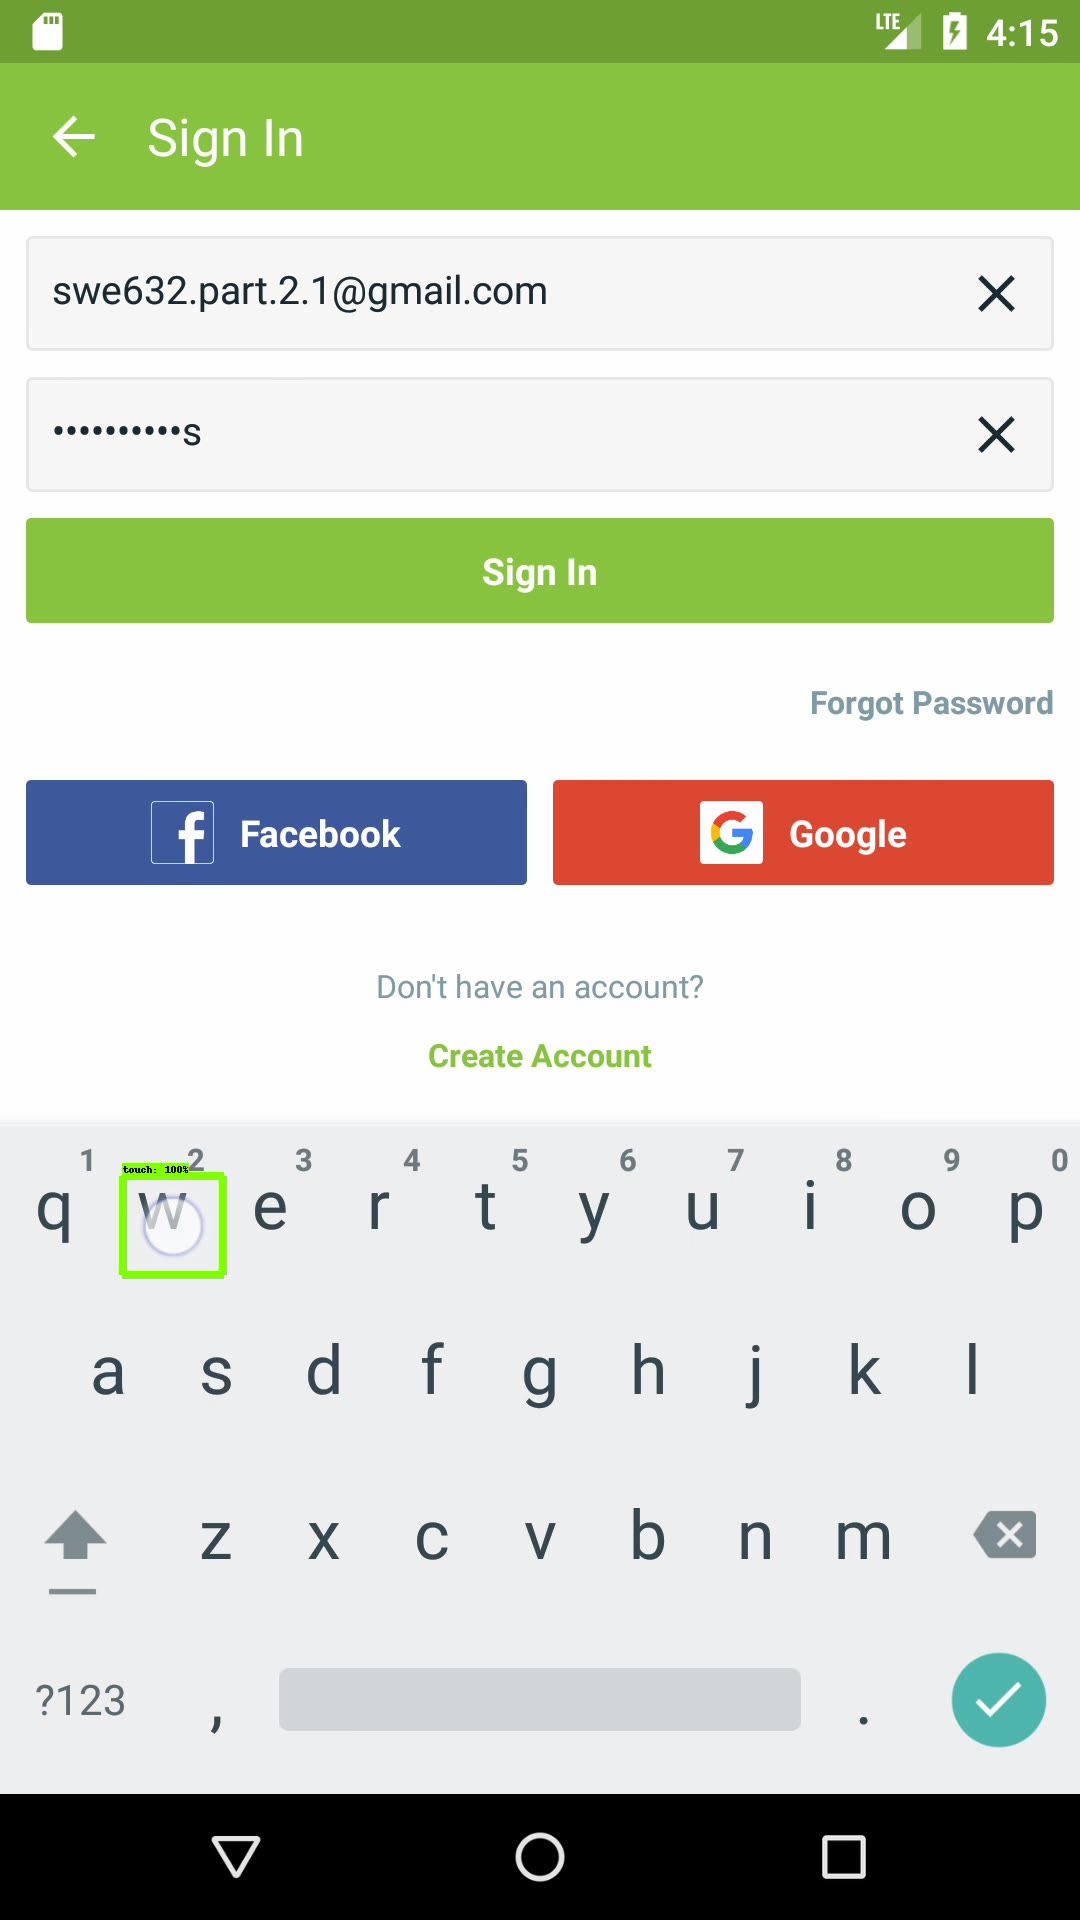 LTE 4:15
Sign In
swe632.part.2.1@gmail.com
••••••••••s
Sign In
Forgot Password
Facebook Google
Don't have an account?
Create Account
1 2 3 4 5 6 7 8 9 0
touch: 100%
q w e r t y u i o p
a s d f g h j k l
z x c v b n m
?123 , .